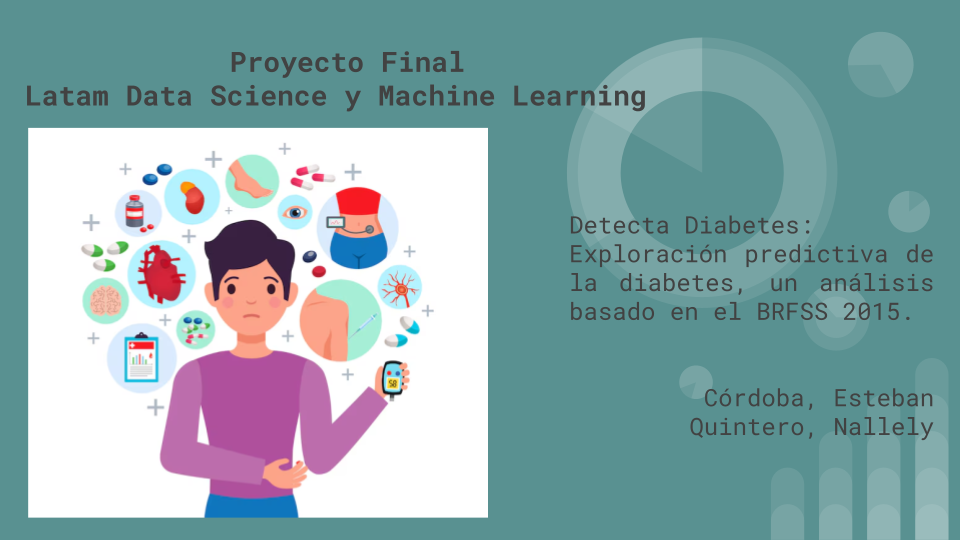 Proyecto Final
Latam Data Science y Machine Learning
Detecta Diabetes:
Exploración predictiva de
la diabetes, un análisis
basado en el BRFSS 2015.
Córdoba, Esteban
Quintero, Nallely